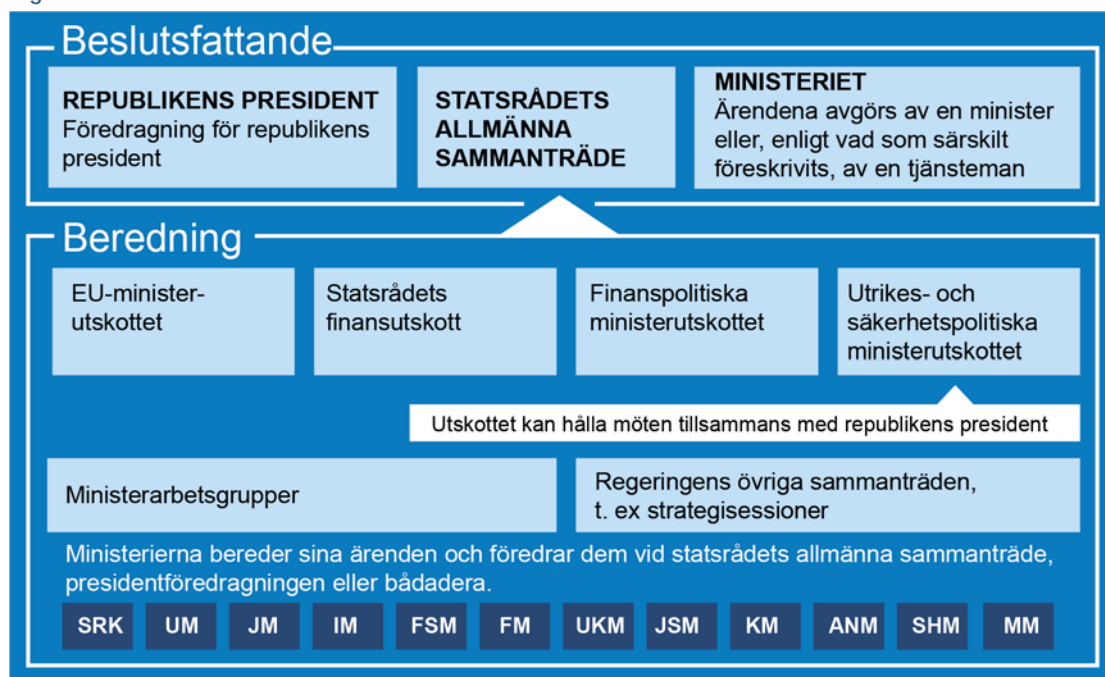 Beslutsfattande
REPUBLIKENS PRESIDENT
Föredragning för republikens
president
STATSRÅDETS
ALLMÄNNA
SAMMANTRÄDE
MINISTERIET
Ärendena avgörs av en minister
eller, enligt vad som särskilt
föreskrivits, av en tjänsteman
Beredning
EU-minister-
utskottet
Statsrådets
finansutskott
Finanspolitiska
ministerutskottet
Utrikes- och
säkerhetspolitiska
ministerutskottet
Utskottet kan hålla möten tillsammans med republikens president
Ministerarbetsgrupper
Regeringens övriga sammanträden,
t. ex strategisessioner
Ministerierna bereder sina ärenden och föredrar dem vid statsrådets allmänna sammanträde,
presidentföredragningen eller bådadera.
SRK UM JM IM FSM FM UKM JSM KM ANM SHM MM